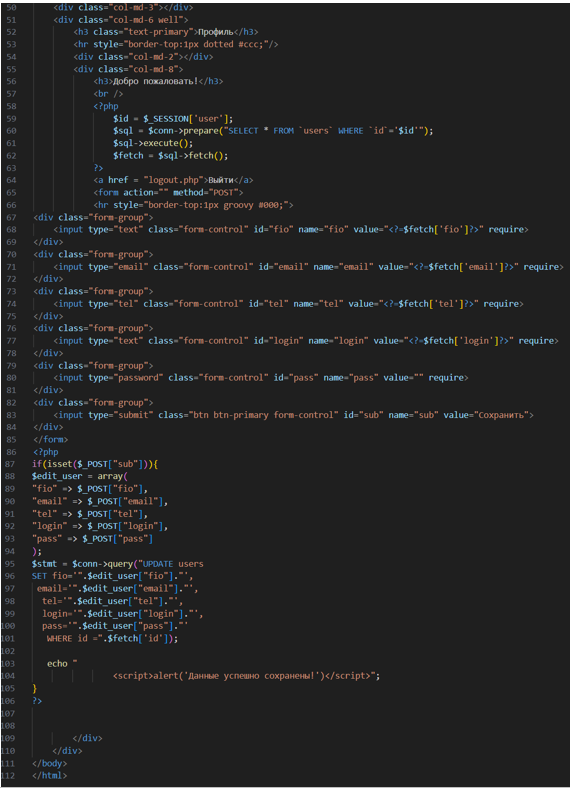 50 <div class="col-md-3"></div>
51 <div class="col-md-6 well">
52 <h3 class="text-primary">Профиль</h3>
53 <hr style="border-top:1px dotted #ccc;"/>
54 <div class="col-md-2"></div>
55 <div class="col-md-8">
56 <h3>Добро пожаловать!</h3>
57 <br />
58 <?php
59 $id = $_SESSION['user'];
60 $sql = $conn->prepare("SELECT * FROM `users` WHERE `id`='$id'");
61 $sql->execute();
62 $fetch = $sql->fetch();
63 ?>
64 <a href = "logout.php">Выйти</a>
65 <form action="" method="POST">
66 <hr style="border-top:1px groovy #000;">
67 <div class="form-group">
68 <input type="text" class="form-control" id="fio" name="fio" value="<?=$fetch['fio']?>" require>
69 </div>
70 <div class="form-group">
71 <input type="email" class="form-control" id="email" name="email" value="<?=$fetch['email']?>" require>
72 </div>
73 <div class="form-group">
74 <input type="tel" class="form-control" id="tel" name="tel" value="<?=$fetch['tel']?>" require>
75 </div>
76 <div class="form-group">
77 <input type="text" class="form-control" id="login" name="login" value="<?=$fetch['login']?>" require>
78 </div>
79 <div class="form-group">
80 <input type="password" class="form-control" id="pass" name="pass" value="" require>
81 </div>
82 <div class="form-group">
83 <input type="submit" class="btn btn-primary form-control" id="sub" name="sub" value="Сохранить">
84 </div>
85 </form>
86 <?php
87 if(isset($_POST["sub"])){
88 $edit_user = array(
89 "fio" => $_POST["fio"],
90 "email" => $_POST["email"],
91 "tel" => $_POST["tel"],
92 "login" => $_POST["login"],
93 "pass" => $_POST["pass"]
94 );
95 $stmt = $conn->query("UPDATE users
96 SET fio='".$edit_user["fio"]."',
97 email='".$edit_user["email"]."',
98 tel='".$edit_user["tel"]."',
99 login='".$edit_user["login"]."',
100 pass='".$edit_user["pass"]."'
101 WHERE id =".$fetch['id']);
102
103 echo "
104 <script>alert('Данные успешно сохранены!')</script>";
105 }
106 ?>
107
108
109 </div>
110 </div>
111 </body>
112 </html>